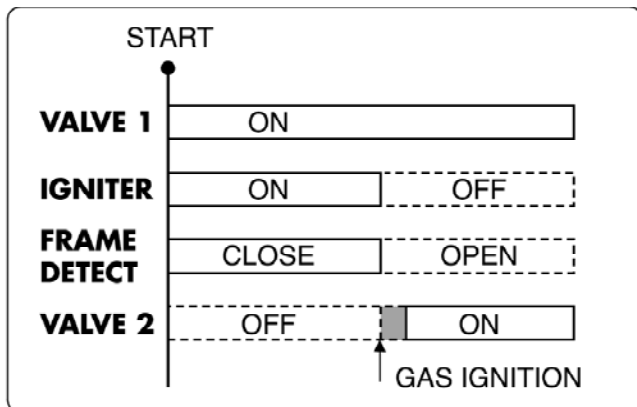 START
VALVE 1 ON
IGNITER ON OFF
FRAME
DETECT CLOSE OPEN
VALVE 2 OFF ON
GAS IGNITION